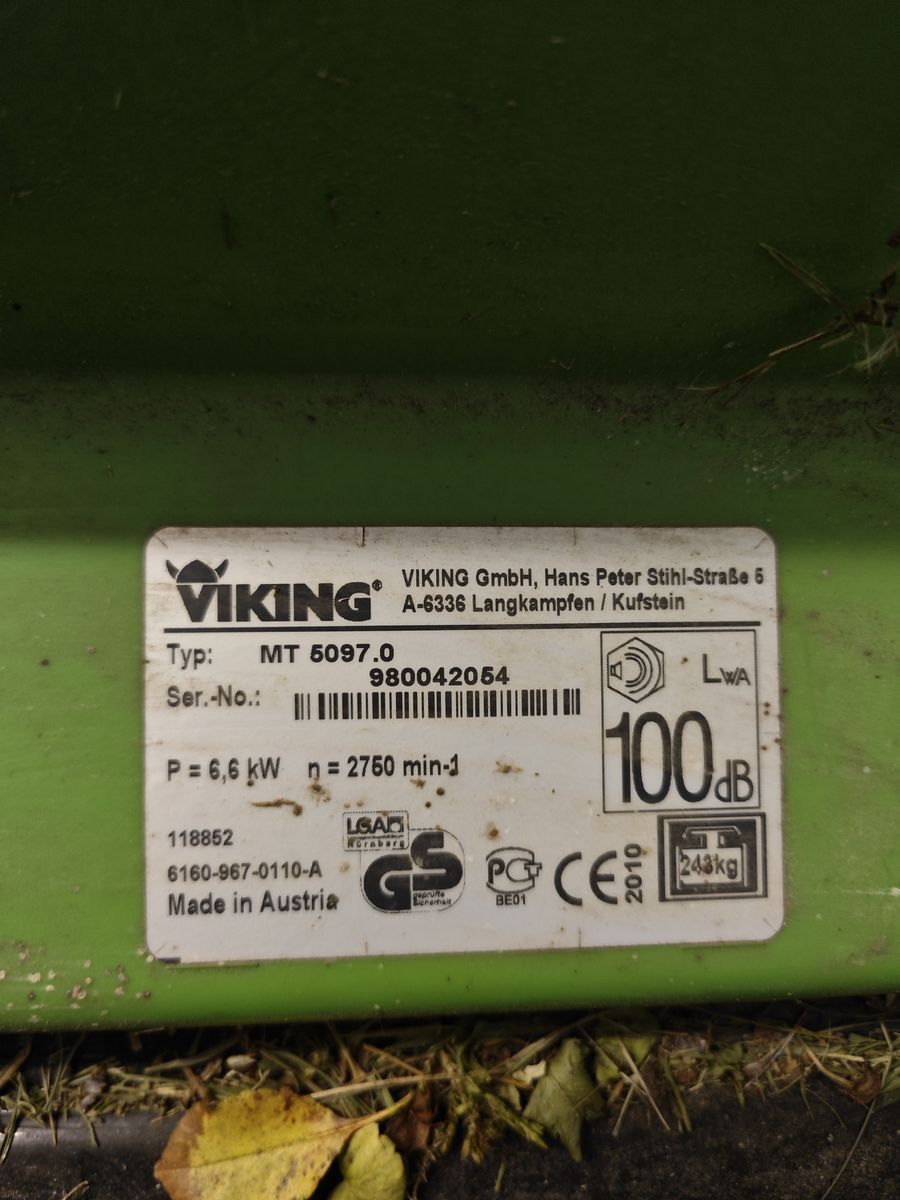 VIKING®
VIKING GmbH, Hans Peter Stihl-Straße 5
A-6336 Langkampfen / Kufstein
Typ: MT 5097.0
980042054
Ser.-No.:
LWA
100dB
P = 6,6 kW n = 2750 min-1
118852
6160-967-0110-A
Made in Austria
LGA
Nürnberg
GS
geprüfte
Sicherheit
PCT
BE01
CE
2010
243kg